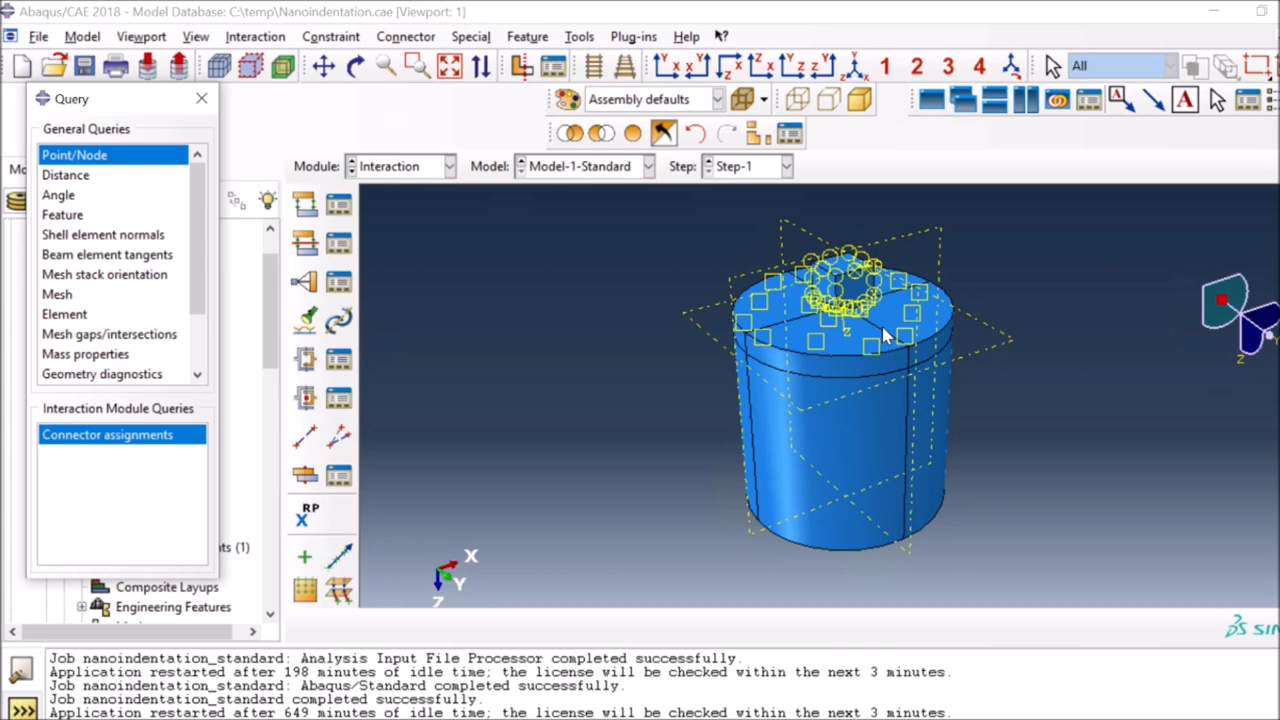 Abaqus/CAE 2018 - Model Database: C:\temp\Nanoindentation.cae [Viewport: 1]
File Model Viewport View Interaction Constraint Connector Special Feature Tools Plug-ins Help
1 2 3 4 All
Query
Assembly defaults
General Queries
Module: Interaction Model: Model-1-Standard Step: Step-1
Point/Node
Distance
Angle
Feature
Shell element normals
Beam element tangents
Mesh stack orientation
Mesh
Element
Mesh gaps/intersections
Mass properties
Geometry diagnostics
Interaction Module Queries
Connector assignments
RP
X
ts (1)
Composite Layups
Engineering Features
X
Y
Z
Z
Z
Job nanoindentation_standard: Analysis Input File Processor completed successfully.
Application restarted after 198 minutes of idle time; the license will be checked within the next 3 minutes.
Job nanoindentation_standard: Abaqus/Standard completed successfully.
Job nanoindentation_standard completed successfully.
Application restarted after 649 minutes of idle time; the license will be checked within the next 3 minutes.